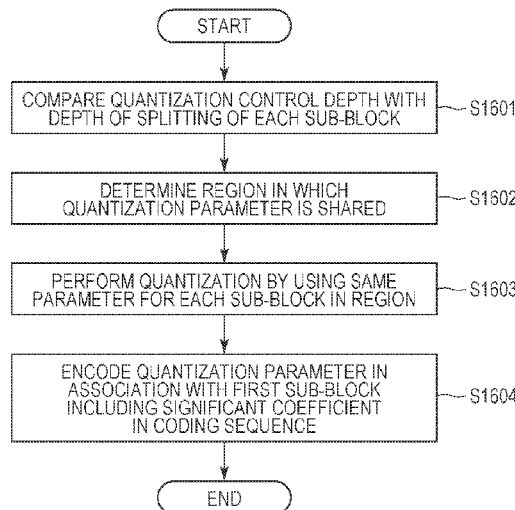 START
COMPARE QUANTIZATION CONTROL DEPTH WITH
DEPTH OF SPLITTING OF EACH SUB-BLOCK
S1601
DETERMINE REGION IN WHICH
QUANTIZATION PARAMETER IS SHARED
S1602
PERFORM QUANTIZATION BY USING SAME
PARAMETER FOR EACH SUB-BLOCK IN REGION
S1603
ENCODE QUANTIZATION PARAMETER IN
ASSOCIATION WITH FIRST SUB-BLOCK
INCLUDING SIGNIFICANT COEFFICIENT
IN CODING SEQUENCE
S1604
END